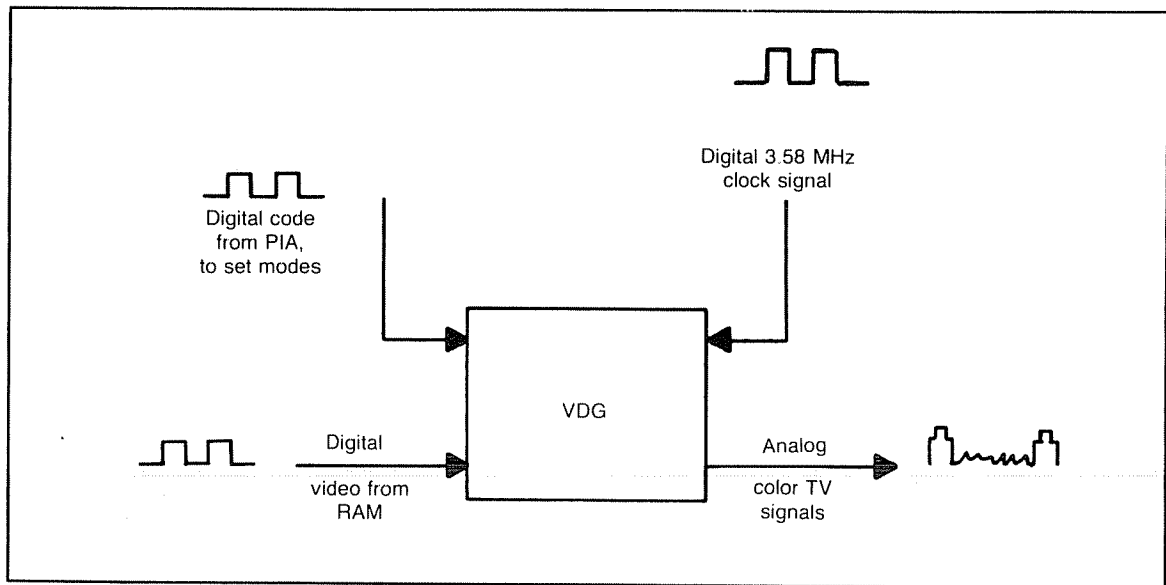 Digital 3.58 MHz
clock signal
Digital code
from PIA,
to set modes
VDG
Digital
video from
RAM
Analog
color TV
signals